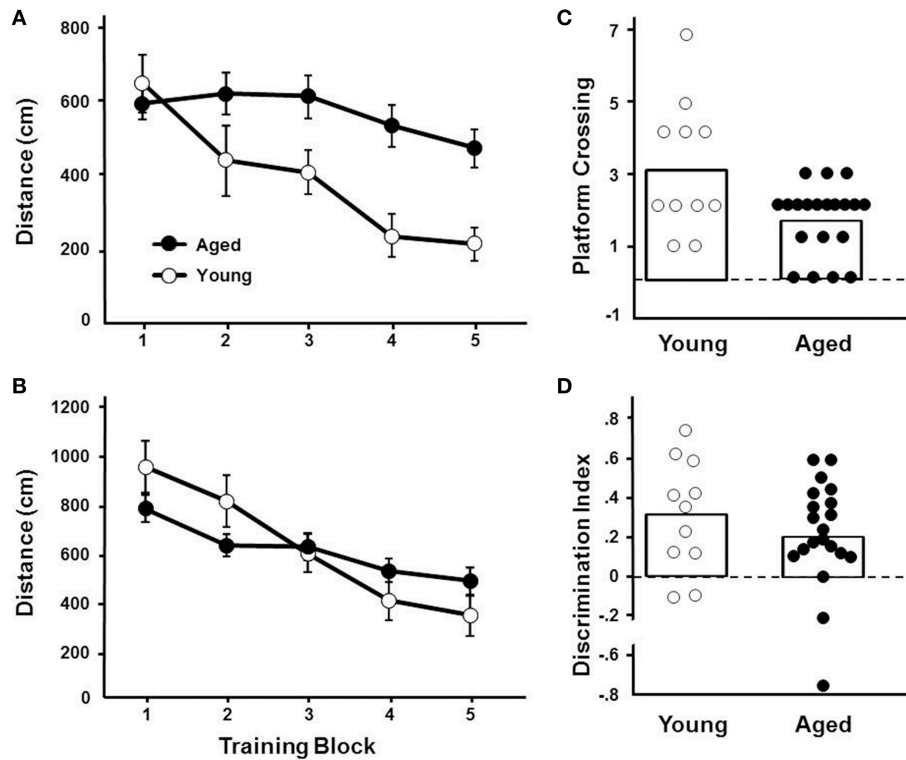 A
800
600
400
200
0
Distance (cm)
Aged
Young
1 2 3 4 5
B
1200
1000
800
600
400
200
0
Distance (cm)
1 2 3 4 5
Training Block
C
7
5
3
1
-1
Platform Crossing
Young Aged
D
.8
.6
.4
.2
0
-.2
-.6
-.8
Discrimination Index
Young Aged